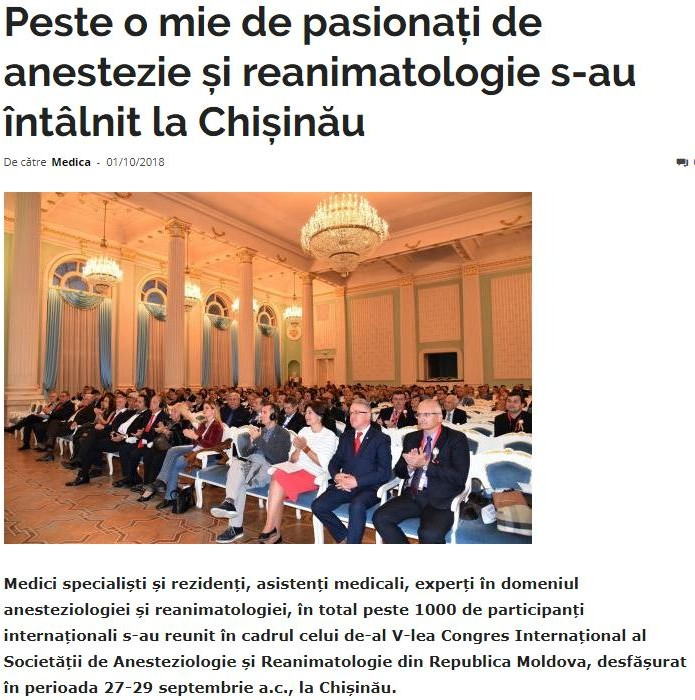 Peste o mie de pasionați de
anestezie și reanimatologie s-au
întâlnit la Chișinău
De către Medica - 01/10/2018
Medici specialiști și rezidenți, asistenți medicali, experți în domeniul
anesteziologiei și reanimatologiei, în total peste 1000 de participanți
internaționali s-au reunit în cadrul celui de-al V-lea Congres Internațional al
Societății de Anesteziologie și Reanimatologie din Republica Moldova, desfășurat
în perioada 27-29 septembrie a.c., la Chișinău.